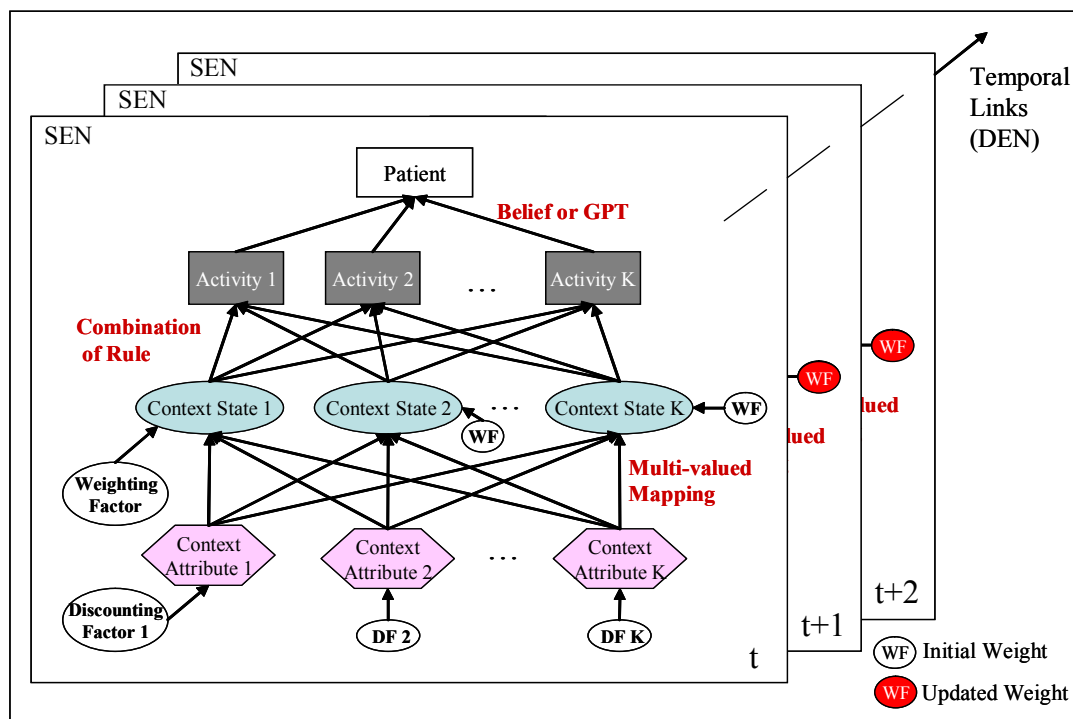 SEN
SEN
SEN
Temporal
Links
(DEN)
Patient
Belief or GPT
Activity 1
Activity 2
...
Activity K
Combination
of Rule
WF
WF
Context State 1
Context State 2
...
Context State K
WF
WF
lued
lued
Weighting
Factor
Multi-valued
Mapping
Context
Attribute 1
Context
Attribute 2
...
Context
Attribute K
Discounting
Factor 1
DF 2
DF K
t
t+1
t+2
WF Initial Weight
WF Updated Weight